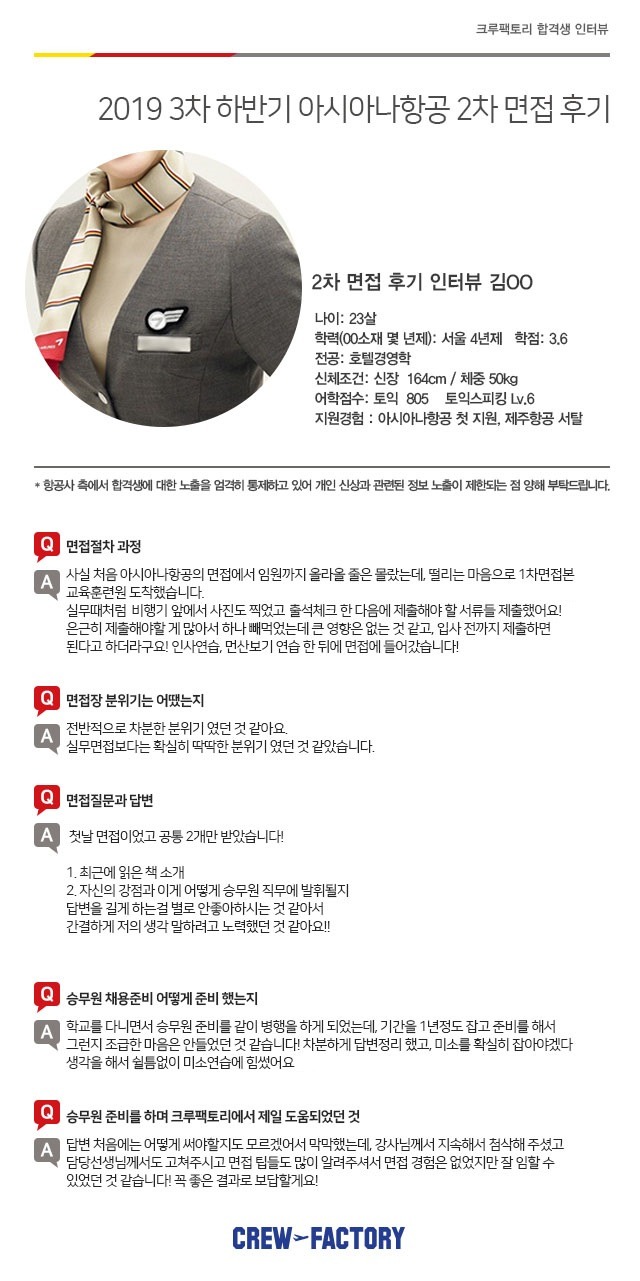 크루팩토리 합격생 인터뷰
2019 3차 하반기 아시아나항공 2차 면접 후기
2차 면접 후기 인터뷰 김OO
나이: 23살
학력(00소재 몇 년제): 서울 4년제 학점: 3.6
전공: 호텔경영학
신체조건: 신장 164cm / 체중 50kg
어학점수: 토익 805 토익스피킹 Lv.6
지원경험 : 아시아나항공 첫 지원, 제주항공 서탈
* 항공사 측에서 합격생에 대한 노출을 엄격히 통제하고 있어 개인 신상과 관련된 정보 노출이 제한되는 점 양해 부탁드립니다.
Q 면접절차 과정
A 사실 처음 아시아나항공의 면접에서 임원까지 올라올 줄은 몰랐는데, 떨리는 마음으로 1차면접본
교육훈련원 도착했습니다.
실무때처럼 비행기 앞에서 사진도 찍었고 출석체크 한 다음에 제출해야 할 서류들 제출했어요!
은근히 제출해야할 게 많아서 하나 빼먹었는데 큰 영향은 없는 것 같고, 입사 전까지 제출하면
된다고 하더라구요! 인사연습, 먼산보기 연습 한 뒤에 면접에 들어갔습니다!
Q 면접장 분위기는 어땠는지
A 전반적으로 차분한 분위기 였던 것 같아요.
실무면접보다는 확실히 딱딱한 분위기 였던 것 같았습니다.
Q 면접질문과 답변
A 첫날 면접이었고 공통 2개만 받았습니다!
1. 최근에 읽은 책 소개
2. 자신의 강점과 이게 어떻게 승무원 직무에 발휘될지
답변을 길게 하는걸 별로 안좋아하시는 것 같아서
간결하게 저의 생각 말하려고 노력했던 것 같아요!!
Q 승무원 채용준비 어떻게 준비 했는지
A 학교를 다니면서 승무원 준비를 같이 병행을 하게 되었는데, 기간을 1년정도 잡고 준비를 해서
그런지 조급한 마음은 안들었던 것 같습니다! 차분하게 답변정리 했고, 미소를 확실히 잡아야겠다
생각을 해서 쉴틈없이 미소연습에 힘썼어요
Q 승무원 준비를 하며 크루팩토리에서 제일 도움되었던 것
A 답변 처음에는 어떻게 써야할지도 모르겠어서 막막했는데, 강사님께서 지속해서 첨삭해 주셨고
담당선생님께서도 고쳐주시고 면접 팁들도 많이 알려주셔서 면접 경험은 없었지만 잘 임할 수
있었던 것 같습니다! 꼭 좋은 결과로 보답할게요!
CREW FACTORY